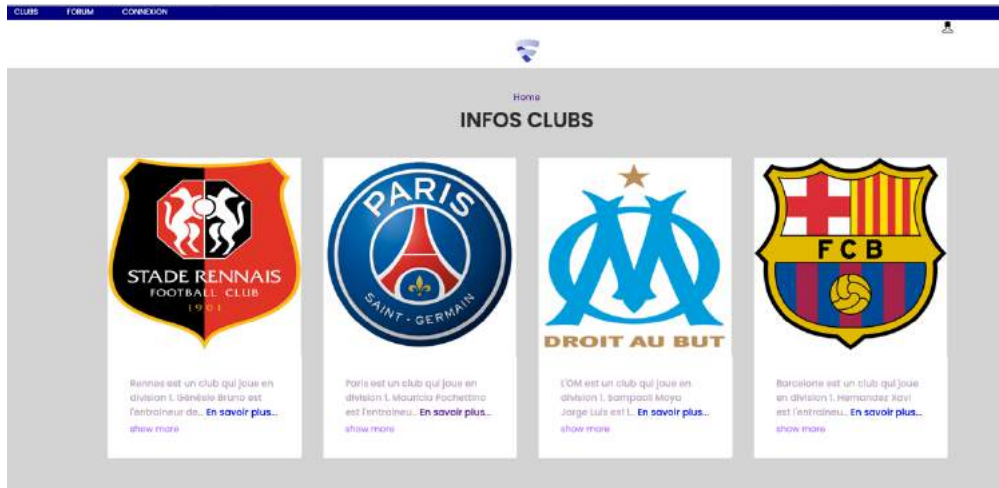 CLUBS FORUM CONNEXION
Home
INFOS CLUBS
STADE RENNAIS
FOOTBALL CLUB
1901
PARIS
SAINT-GERMAIN
DROIT AU BUT
FCB
Rennes est un club qui joue en
division 1. Génésio Bruno est
l'entraineur de... En savoir plus...
show more
Paris est un club qui joue en
division 1. Mauricio Pochettino
est l'entraineu... En savoir plus...
show more
L'OM est un club qui joue en
division 1. Sampaoli Moya
Jorge Luis est l... En savoir plus...
show more
Barcelone est un club qui joue
en division 1. Hernandez Xavi
est l'entraineu... En savoir plus...
show more